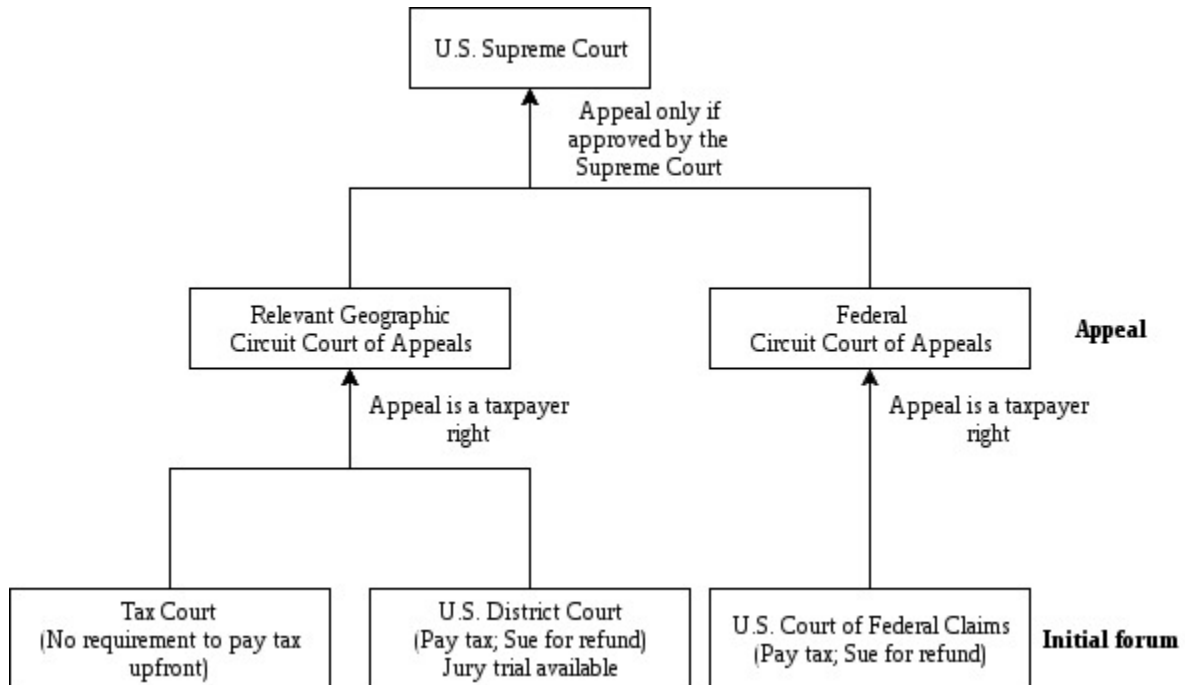 U.S. Supreme Court
Appeal only if
approved by the
Supreme Court
Relevant Geographic
Circuit Court of Appeals
Federal
Circuit Court of Appeals
Appeal
Appeal is a taxpayer
right
Appeal is a taxpayer
right
Tax Court
(No requirement to pay tax
upfront)
U.S. District Court
(Pay tax; Sue for refund)
Jury trial available
U.S. Court of Federal Claims
(Pay tax; Sue for refund)
Initial forum